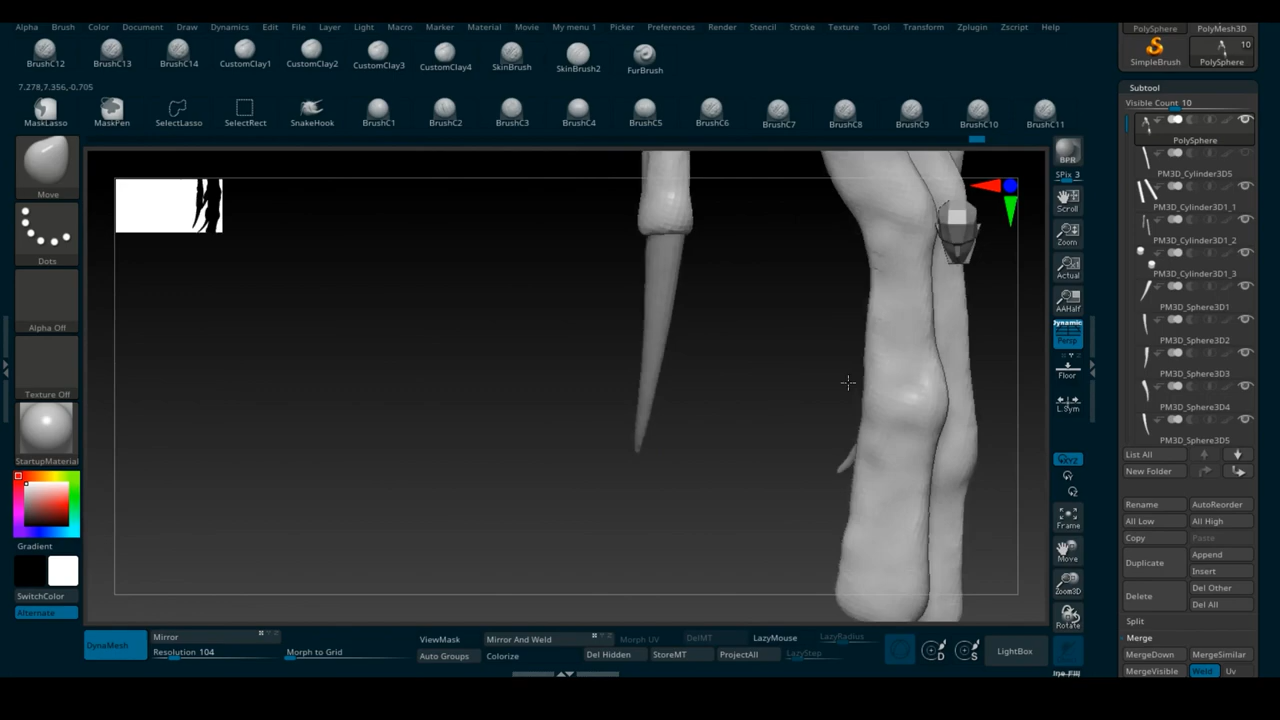 Alpha Brush Color Document Draw Dynamics Edit File Layer Light Macro Marker Material Movie My menu 1 Picker Preferences Render Stencil Stroke Texture Tool Transform Zplugin Zscript Help
PolySphere PolyMesh3D
SimpleBrush PolySphere 10
BrushC12 BrushC13 BrushC14 CustomClay1 CustomClay2 CustomClay3 CustomClay4 SkinBrush SkinBrush2 FurBrush
7.278,7.356,-0.705
MaskLasso MaskPen SelectLasso SelectRect SnakeHook BrushC1 BrushC2 BrushC3 BrushC4 BrushC5 BrushC6 BrushC7 BrushC8 BrushC9 BrushC10 BrushC11
Move
Dots
Alpha Off
Texture Off
StartupMaterial
Gradient
SwitchColor
Alternate
BPR
SPix 3
Scroll
Zoom
Actual
AAHalf
Dynamic
Persp
Floor
L.Sym
XYZ
Frame
Move
Zoom3D
Rotate
Line Fill
Subtool
Visible Count 10
PolySphere
PM3D_Cylinder3D5
PM3D_Cylinder3D1_1
PM3D_Cylinder3D1_2
PM3D_Cylinder3D1_3
PM3D_Sphere3D1
PM3D_Sphere3D2
PM3D_Sphere3D3
PM3D_Sphere3D4
PM3D_Sphere3D5
List All
New Folder
Rename AutoReorder
All Low All High
Copy Paste
Duplicate Append
Insert
Delete Del Other
Del All
Split
Merge
MergeDown MergeSimilar
MergeVisible Weld Uv
DynaMesh Mirror
Resolution 104 Morph to Grid
ViewMask Mirror And Weld Morph UV DelMT LazyMouse LazyRadius
Auto Groups Colorize Del Hidden StoreMT ProjectAll LazyStep
D S LightBox